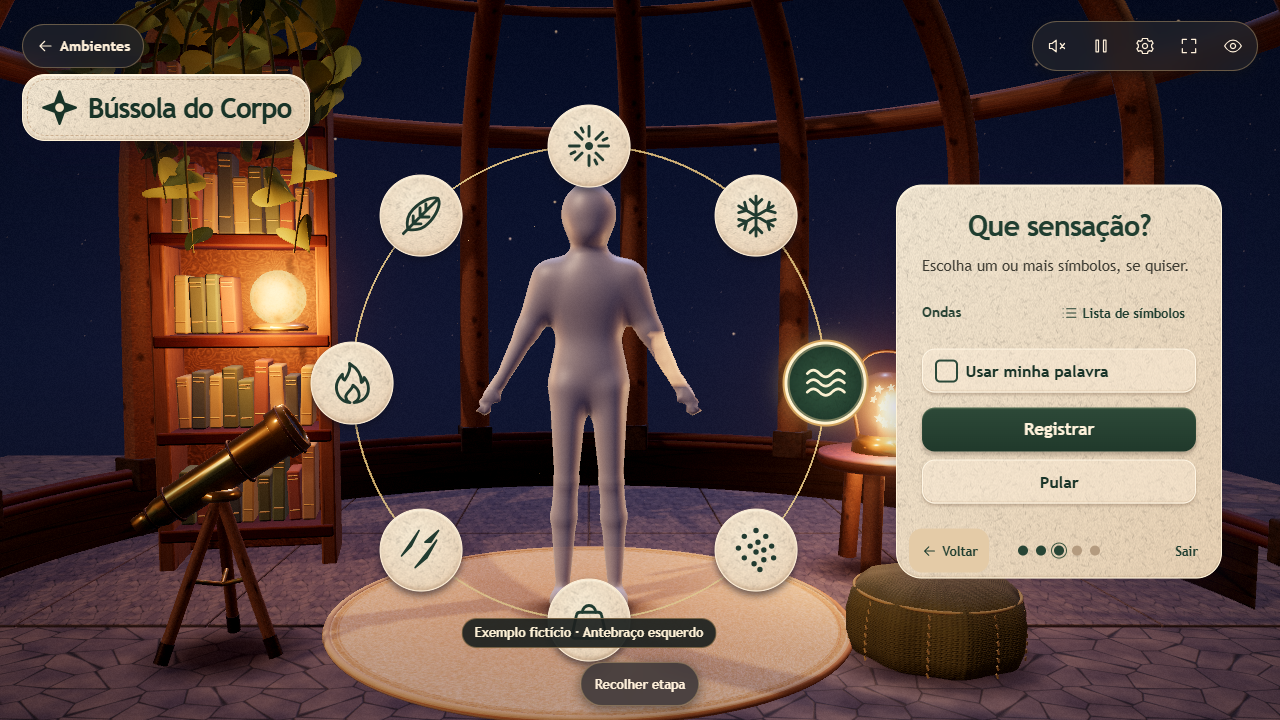 Ambientes
Bússola do Corpo
Que sensação?
Escolha um ou mais símbolos, se quiser.
Ondas
Lista de símbolos
Usar minha palavra
Registrar
Pular
Voltar
Sair
Exemplo fictício · Antebraço esquerdo
Recolher etapa